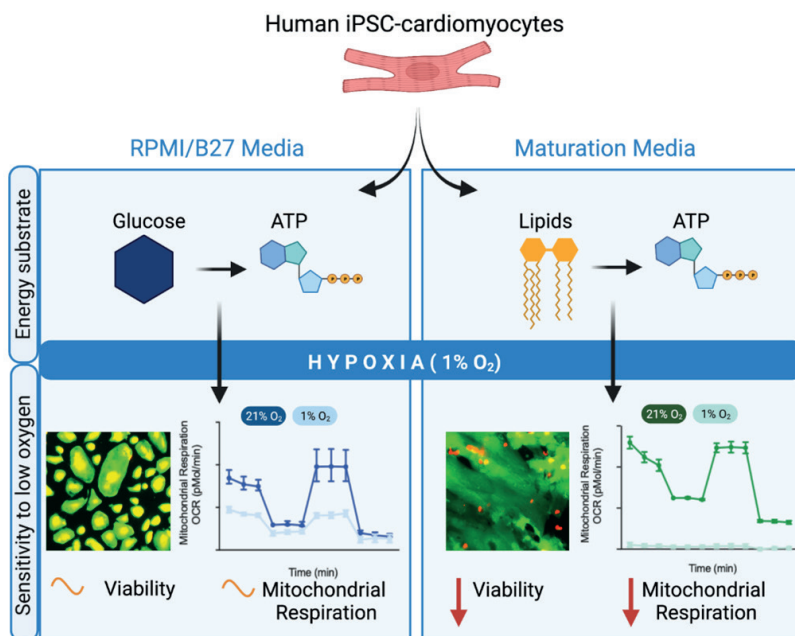 Human iPSC-cardiomyocytes
RPMI/B27 Media
Maturation Media
Energy substrate
Glucose
ATP
P P P
Lipids
ATP
P P P
HYPOXIA ( 1% O₂)
Sensitivity to low oxygen
21% O₂
1% O₂
Mitochondrial Respiration
OCR (pMol/min)
Time (min)
~ Viability
~ Mitochondrial
Respiration
21% O₂
1% O₂
Mitochondrial Respiration
OCR (pMol/min)
Time (min)
↓ Viability
↓ Mitochondrial
Respiration